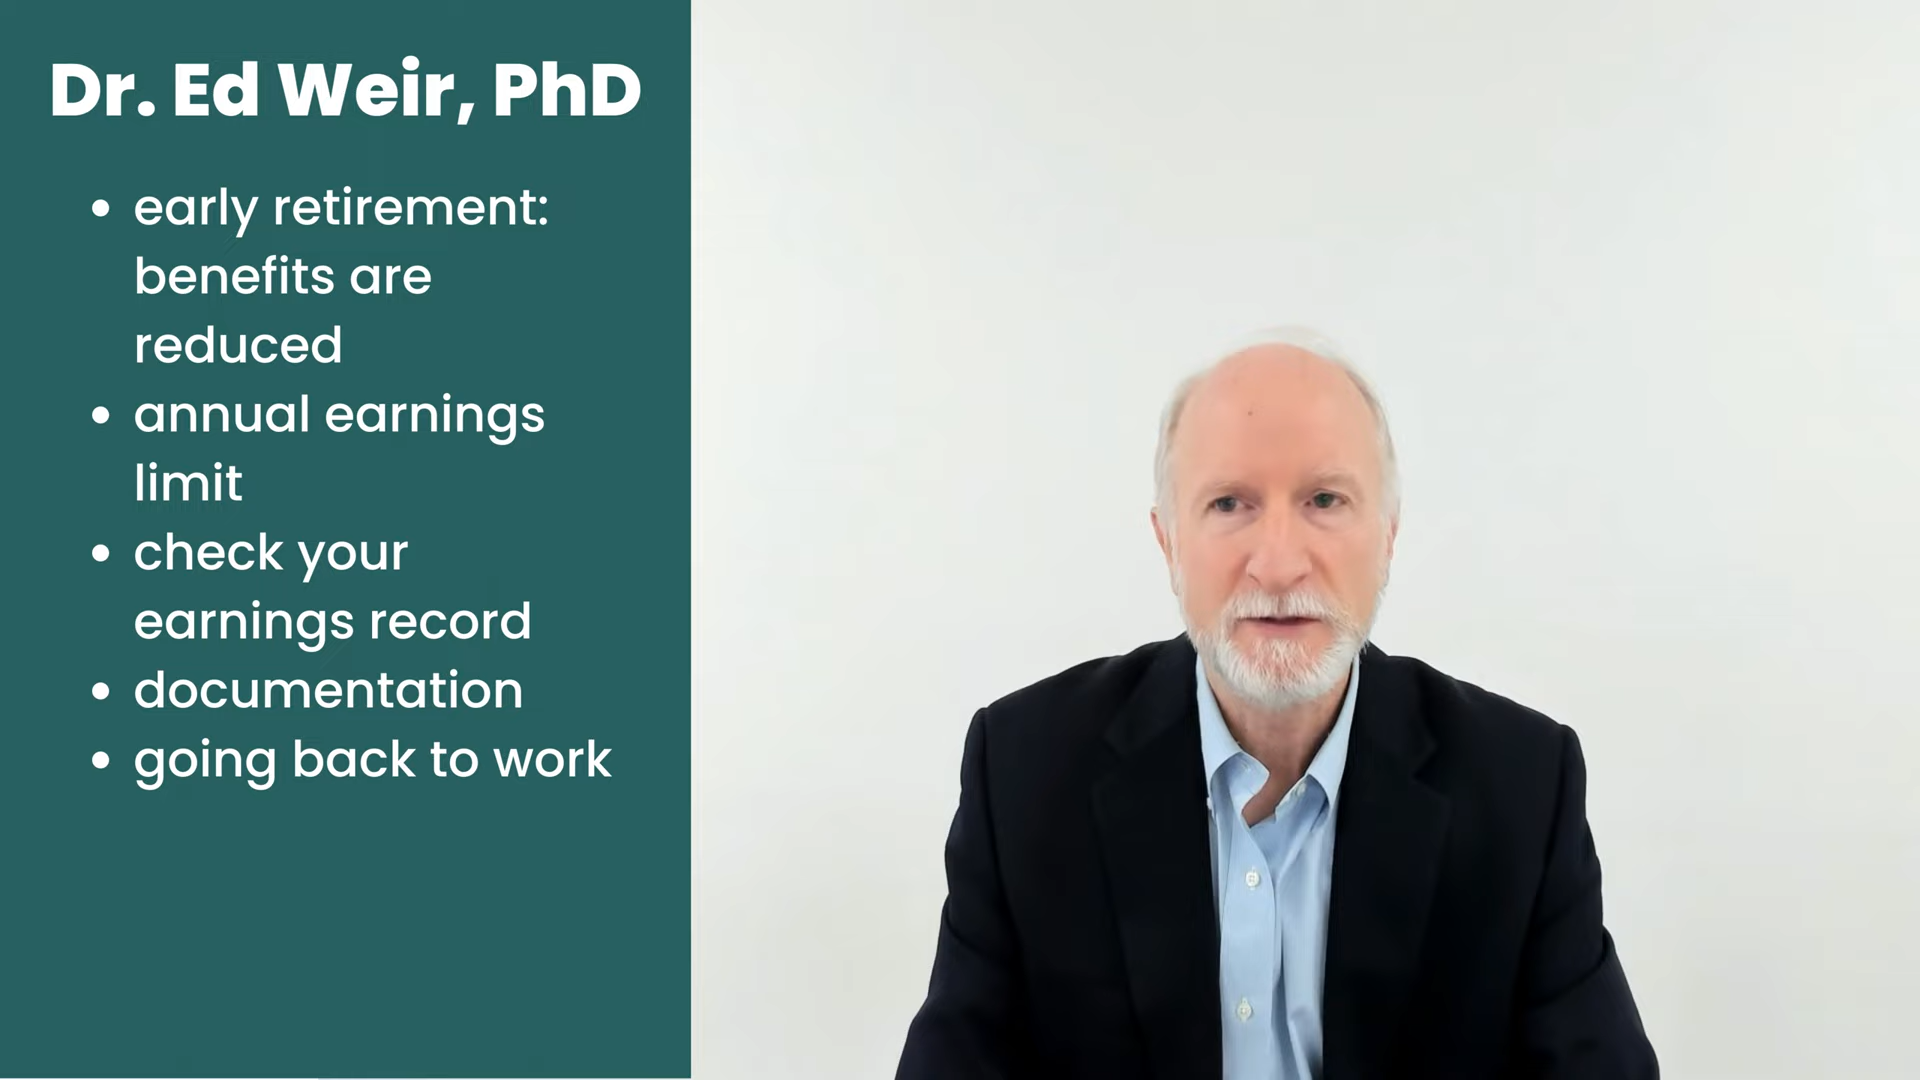 Dr. Ed Weir, PhD
• early retirement:
benefits are
reduced
• annual earnings
limit
• check your
earnings record
• documentation
• going back to work